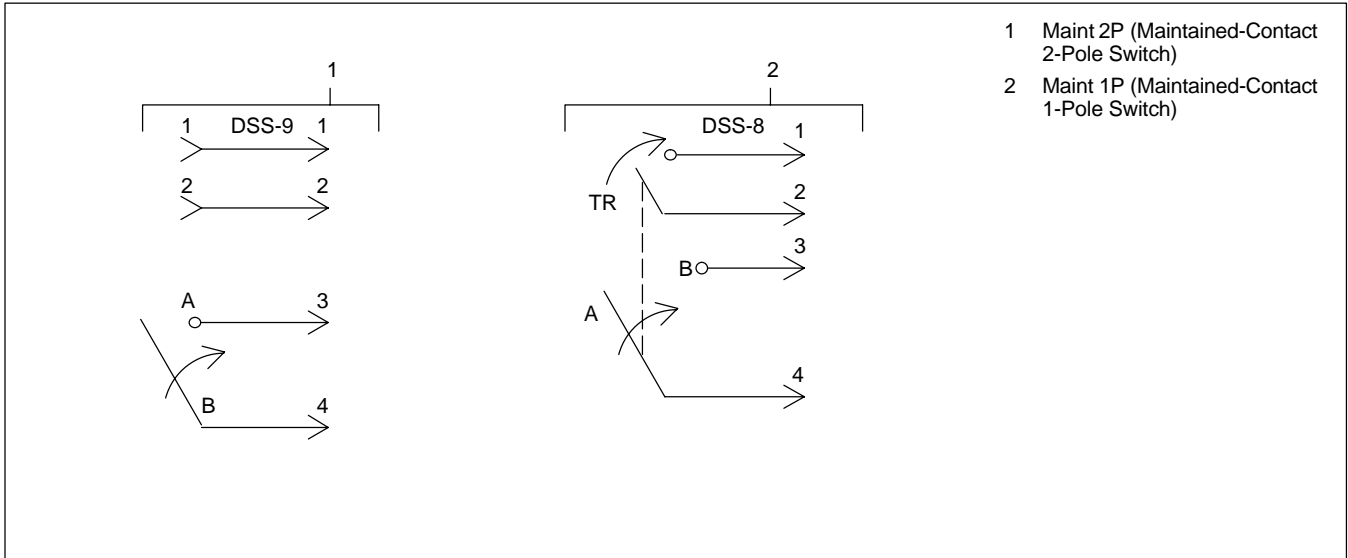 1 Maint 2P (Maintained-Contact
2-Pole Switch)
2 Maint 1P (Maintained-Contact
1-Pole Switch)
1
1 DSS-9 1
2 2
A 3
B 4
2
DSS-8 1
TR 2
B 3
A
4